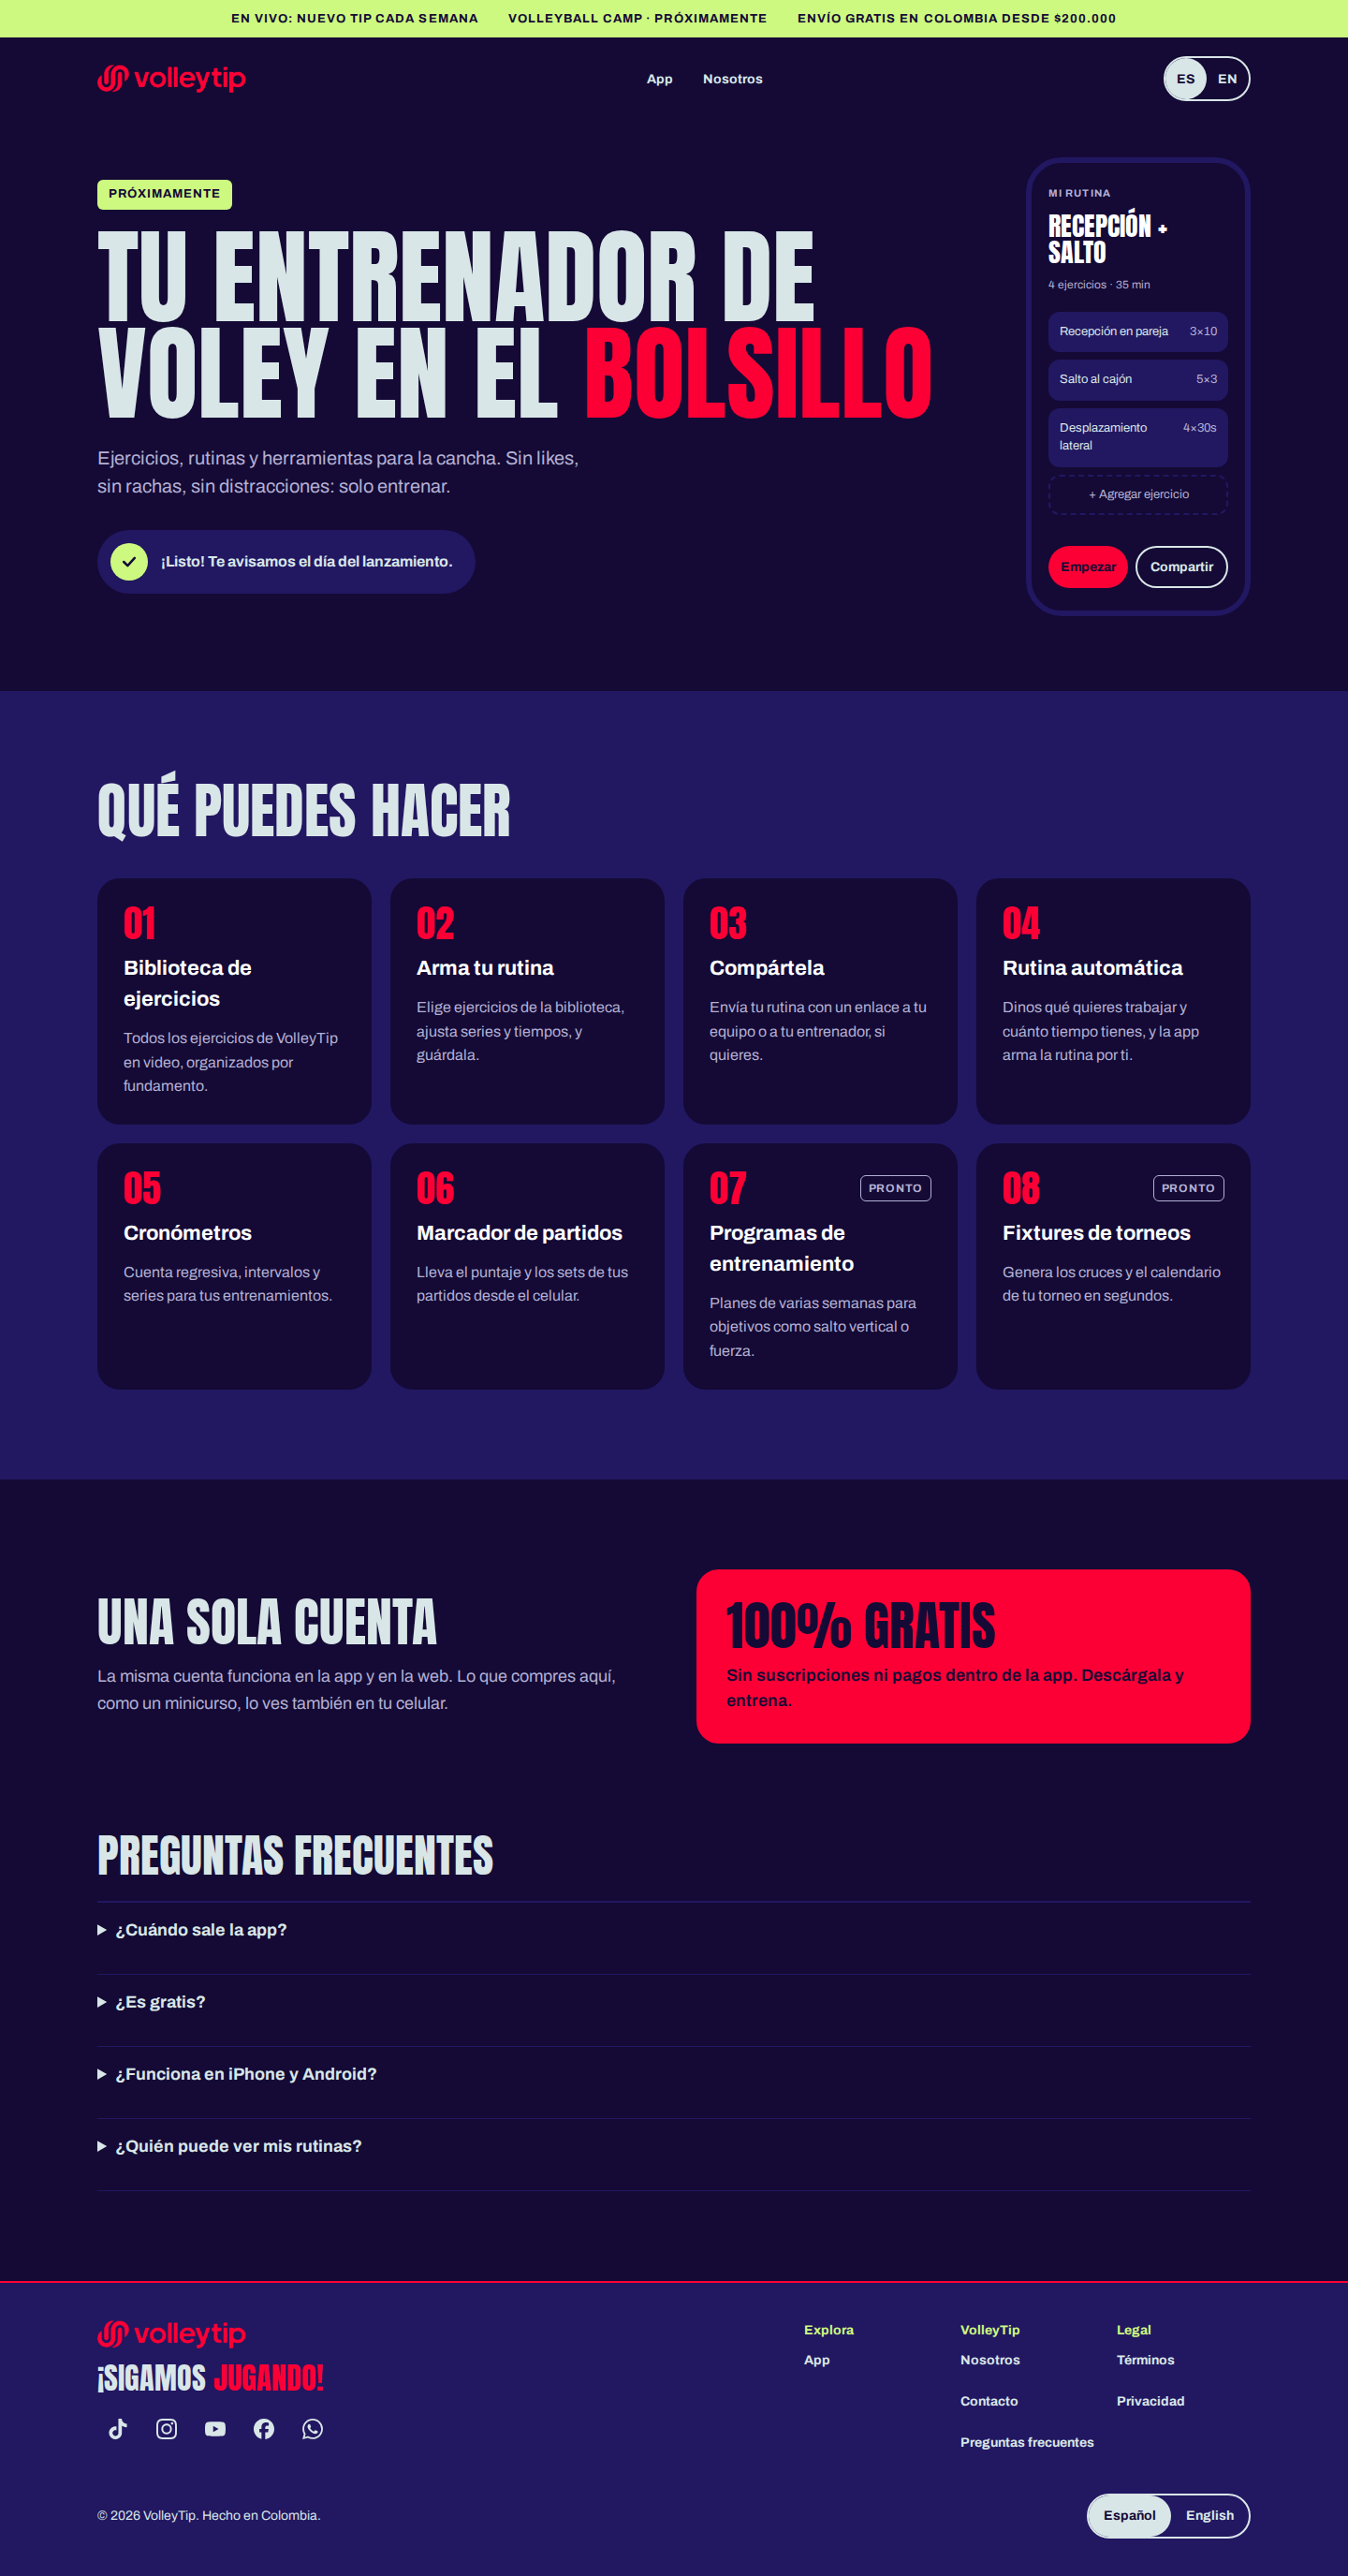 EN VIVO: NUEVO TIP CADA SEMANA VOLLEYBALL CAMP · PRÓXIMAMENTE ENVÍO GRATIS EN COLOMBIA DESDE $200.000
volleytip
App Nosotros
ES EN
PRÓXIMAMENTE
TU ENTRENADOR DE
VOLEY EN EL BOLSILLO
Ejercicios, rutinas y herramientas para la cancha. Sin likes,
sin rachas, sin distracciones: solo entrenar.
¡Listo! Te avisamos el día del lanzamiento.
MI RUTINA
RECEPCIÓN +
SALTO
4 ejercicios · 35 min
Recepción en pareja 3×10
Salto al cajón 5×3
Desplazamiento 4×30s
lateral
+ Agregar ejercicio
Empezar Compartir
QUÉ PUEDES HACER
01
Biblioteca de
ejercicios
Todos los ejercicios de VolleyTip
en video, organizados por
fundamento.
02
Arma tu rutina
Elige ejercicios de la biblioteca,
ajusta series y tiempos, y
guárdala.
03
Compártela
Envía tu rutina con un enlace a tu
equipo o a tu entrenador, si
quieres.
04
Rutina automática
Dinos qué quieres trabajar y
cuánto tiempo tienes, y la app
arma la rutina por ti.
05
Cronómetros
Cuenta regresiva, intervalos y
series para tus entrenamientos.
06
Marcador de partidos
Lleva el puntaje y los sets de tus
partidos desde el celular.
07 PRONTO
Programas de
entrenamiento
Planes de varias semanas para
objetivos como salto vertical o
fuerza.
08 PRONTO
Fixtures de torneos
Genera los cruces y el calendario
de tu torneo en segundos.
UNA SOLA CUENTA
La misma cuenta funciona en la app y en la web. Lo que compres aquí,
como un minicurso, lo ves también en tu celular.
100% GRATIS
Sin suscripciones ni pagos dentro de la app. Descárgala y
entrena.
PREGUNTAS FRECUENTES
¿Cuándo sale la app?
¿Es gratis?
¿Funciona en iPhone y Android?
¿Quién puede ver mis rutinas?
volleytip
¡SIGAMOS JUGANDO!
Explora
App
VolleyTip
Nosotros
Contacto
Preguntas frecuentes
Legal
Términos
Privacidad
© 2026 VolleyTip. Hecho en Colombia.
Español English